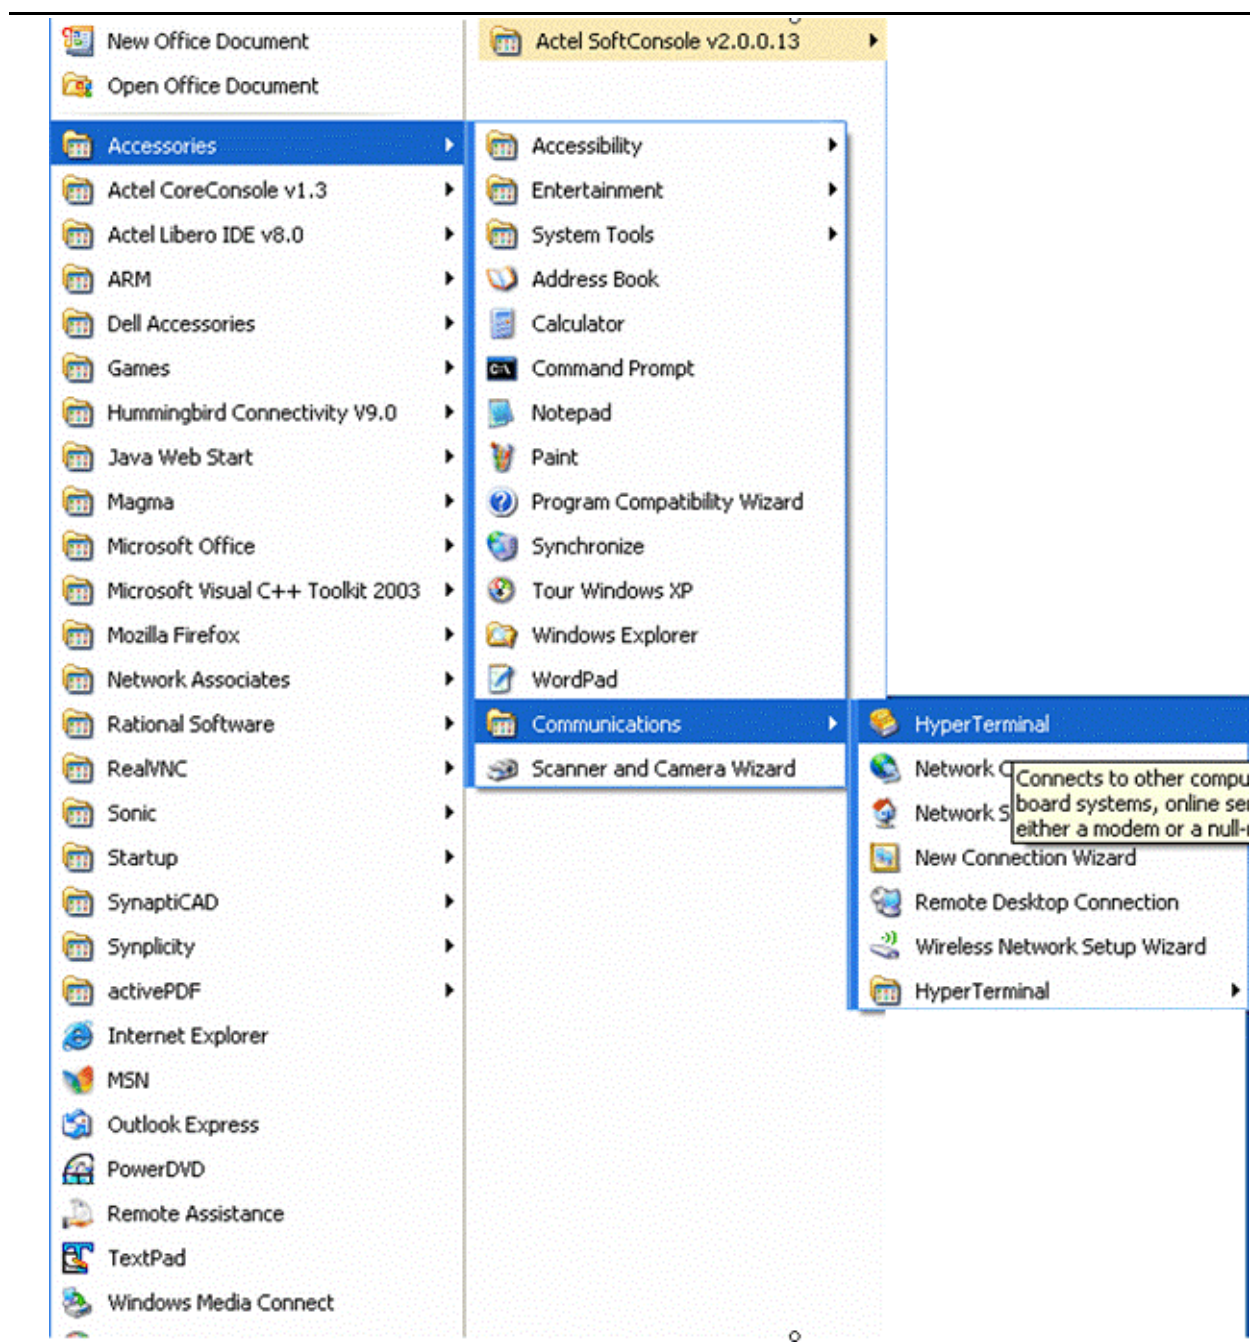 New Office Document
Open Office Document
Accessories
Actel CoreConsole v1.3
Actel Libero IDE v8.0
ARM
Dell Accessories
Games
Hummingbird Connectivity V9.0
Java Web Start
Magma
Microsoft Office
Microsoft Visual C++ Toolkit 2003
Mozilla Firefox
Network Associates
Rational Software
RealVNC
Sonic
Startup
SynaptiCAD
Synplicity
activePDF
Internet Explorer
MSN
Outlook Express
PowerDVD
Remote Assistance
TextPad
Windows Media Connect
Actel SoftConsole v2.0.0.13
Accessibility
Entertainment
System Tools
Address Book
Calculator
C:\
Command Prompt
Notepad
Paint
Program Compatibility Wizard
Synchronize
Tour Windows XP
Windows Explorer
WordPad
Communications
Scanner and Camera Wizard
HyperTerminal
Network
Network
New Connection Wizard
Remote Desktop Connection
Wireless Network Setup Wizard
HyperTerminal
Connects to other compu
board systems, online se
either a modem or a null-